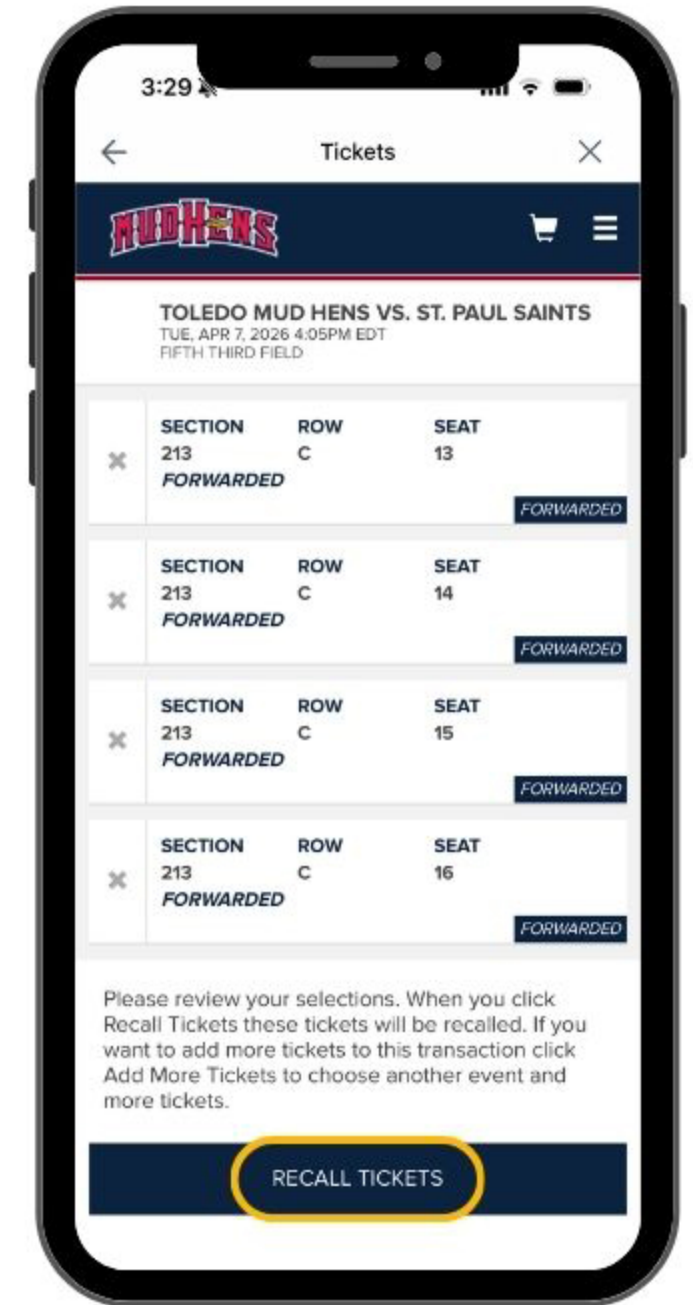 3:29
Tickets
MUDHENS
TOLEDO MUD HENS VS. ST. PAUL SAINTS
TUE, APR 7, 2026 4:05PM EDT
FIFTH THIRD FIELD
SECTION ROW SEAT
213 C 13
FORWARDED
FORWARDED
SECTION ROW SEAT
213 C 14
FORWARDED
FORWARDED
SECTION ROW SEAT
213 C 15
FORWARDED
FORWARDED
SECTION ROW SEAT
213 C 16
FORWARDED
FORWARDED
Please review your selections. When you click
Recall Tickets these tickets will be recalled. If you
want to add more tickets to this transaction click
Add More Tickets to choose another event and
more tickets.
RECALL TICKETS